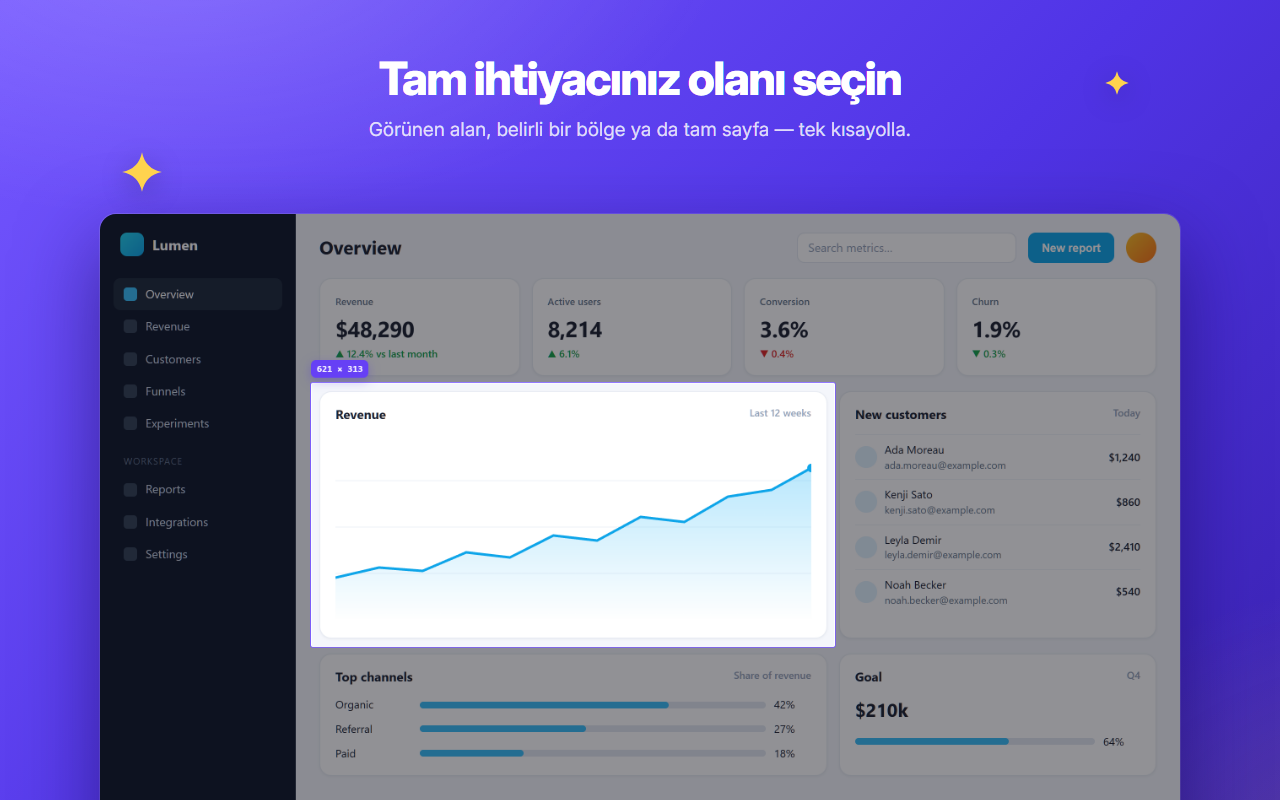 Tam ihtiyacınız olanı seçin
Görünen alan, belirli bir bölge ya da tam sayfa — tek kısayolla.
Lumen
Overview
Revenue
Customers
Funnels
Experiments
WORKSPACE
Reports
Integrations
Settings
Overview
Search metrics...
New report
Revenue
$48,290
▲ 12.4% vs last month
Active users
8,214
▲ 6.1%
Conversion
3.6%
▼ 0.4%
Churn
1.9%
▼ 0.3%
621 × 313
Revenue
Last 12 weeks
New customers
Today
Ada Moreau
ada.moreau@example.com
$1,240
Kenji Sato
kenji.sato@example.com
$860
Leyla Demir
leyla.demir@example.com
$2,410
Noah Becker
noah.becker@example.com
$540
Top channels
Share of revenue
Organic
42%
Referral
27%
Paid
18%
Goal
Q4
$210k
64%